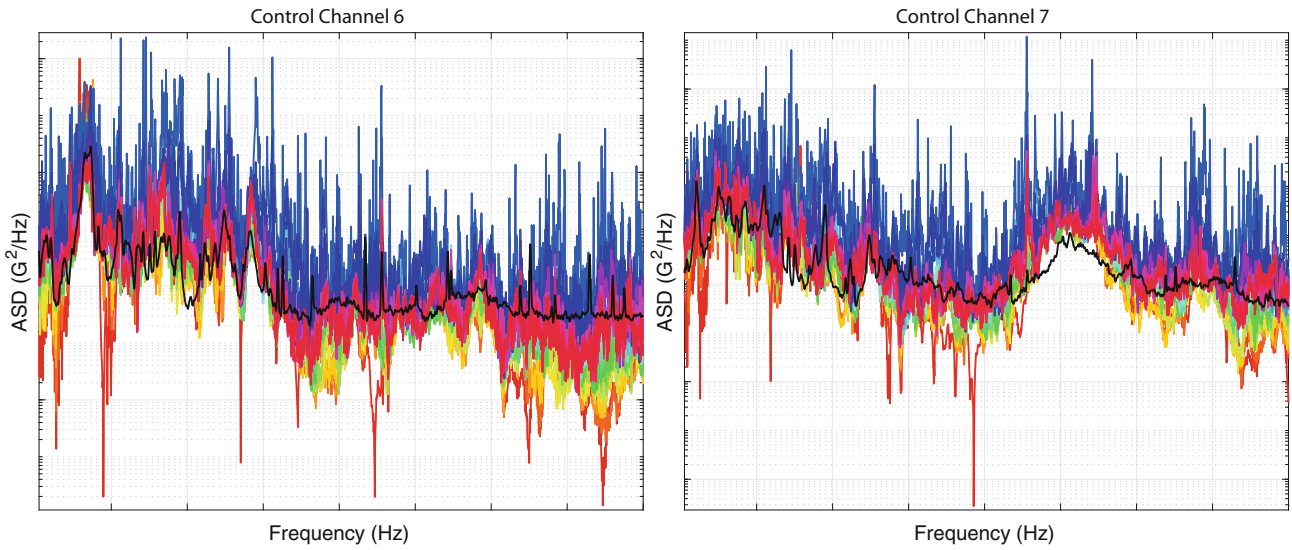 Control Channel 6
ASD (G²/Hz)
Frequency (Hz)
Control Channel 7
ASD (G²/Hz)
Frequency (Hz)